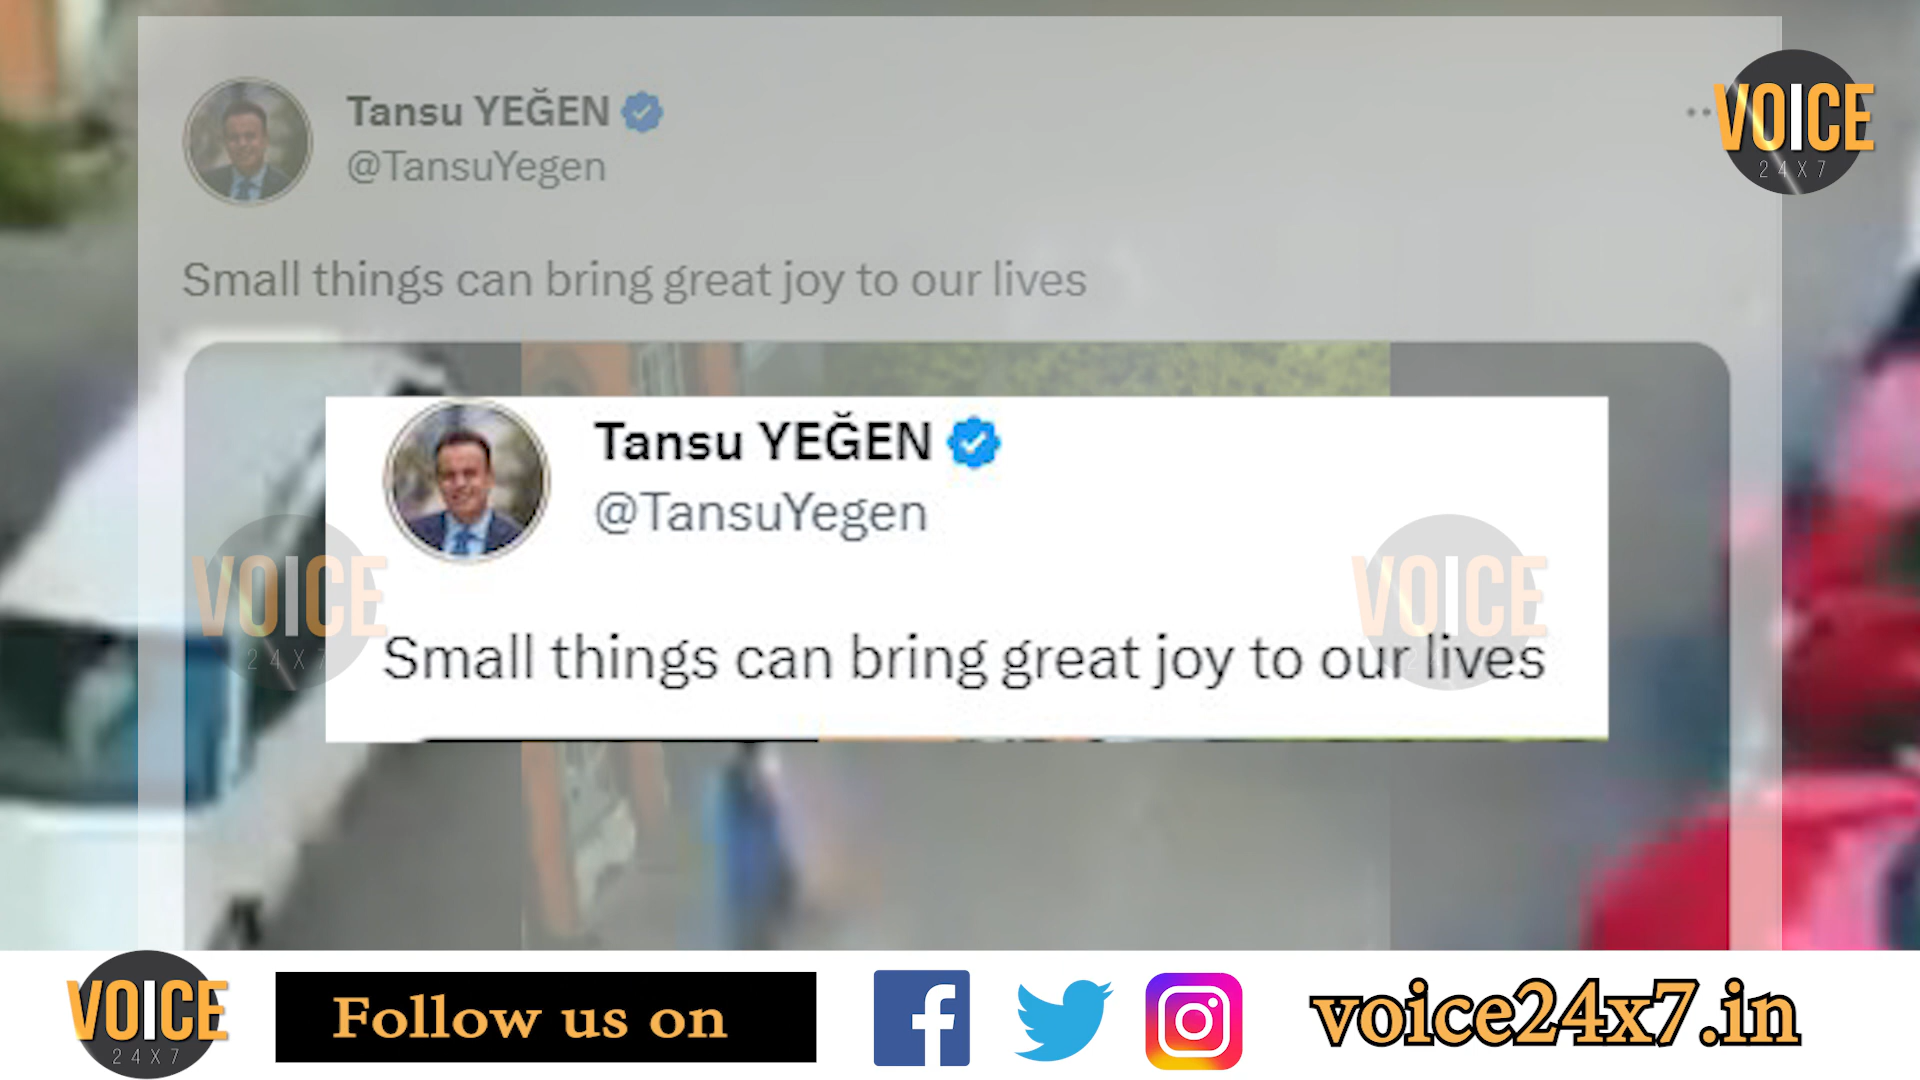 Tansu YEĞEN
@TansuYegen
Small things can bring great joy to our lives
VOICE
24X7
Tansu YEĞEN
@TansuYegen
Small things can bring great joy to our lives
VOICE
24X7
VOICE
24X7
VOICE
24X7
Follow us on
voice24x7.in